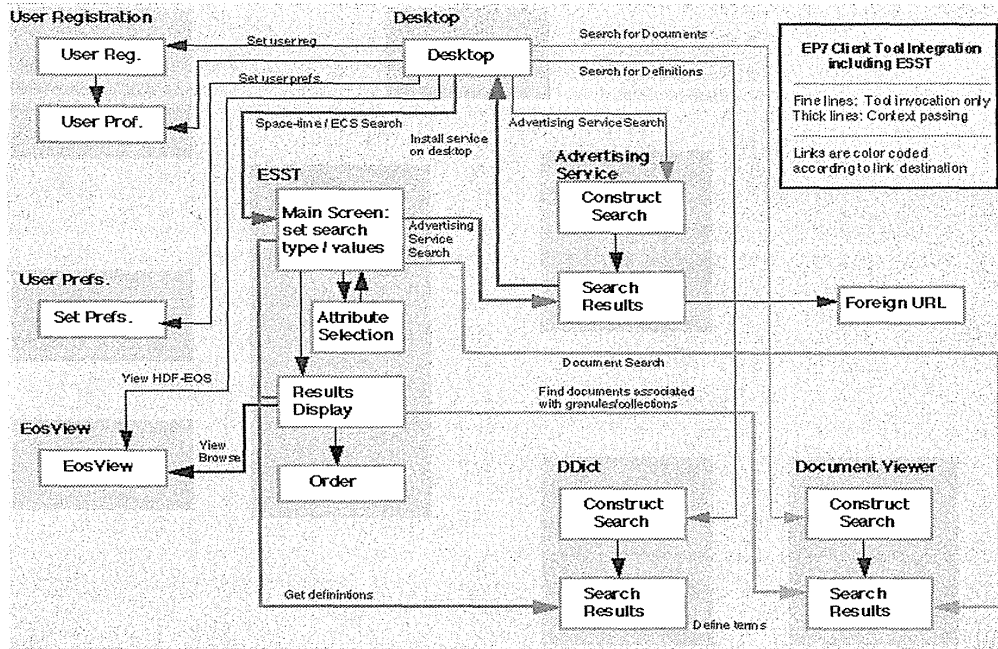 User Registration
Desktop
User Reg.
Set user reg
Desktop
Search for Documents
EP7 Client Tool Integration
including ESST
Set user prefs.
Search for Definitions
User Prof.
Fine lines: Tool invocation only
Thick lines: Context passing
Space-time / ECS Search
Install service
on desktop
Advertising Service Search
Links are color coded
according to link destination
ESST
Advertising
Service
Main Screen:
set search
type / values
Advertising
Service
Search
Construct
Search
User Prefs.
Set Prefs.
Attribute
Selection
Search
Results
Foreign URL
Document Search
View HDF-EOS
Results
Display
Find documents associated
with granules/collections
EosView
EosView
View
Browse
Order
DDict
Document Viewer
Construct
Search
Construct
Search
Get definintions
Search
Results
Define terms
Search
Results